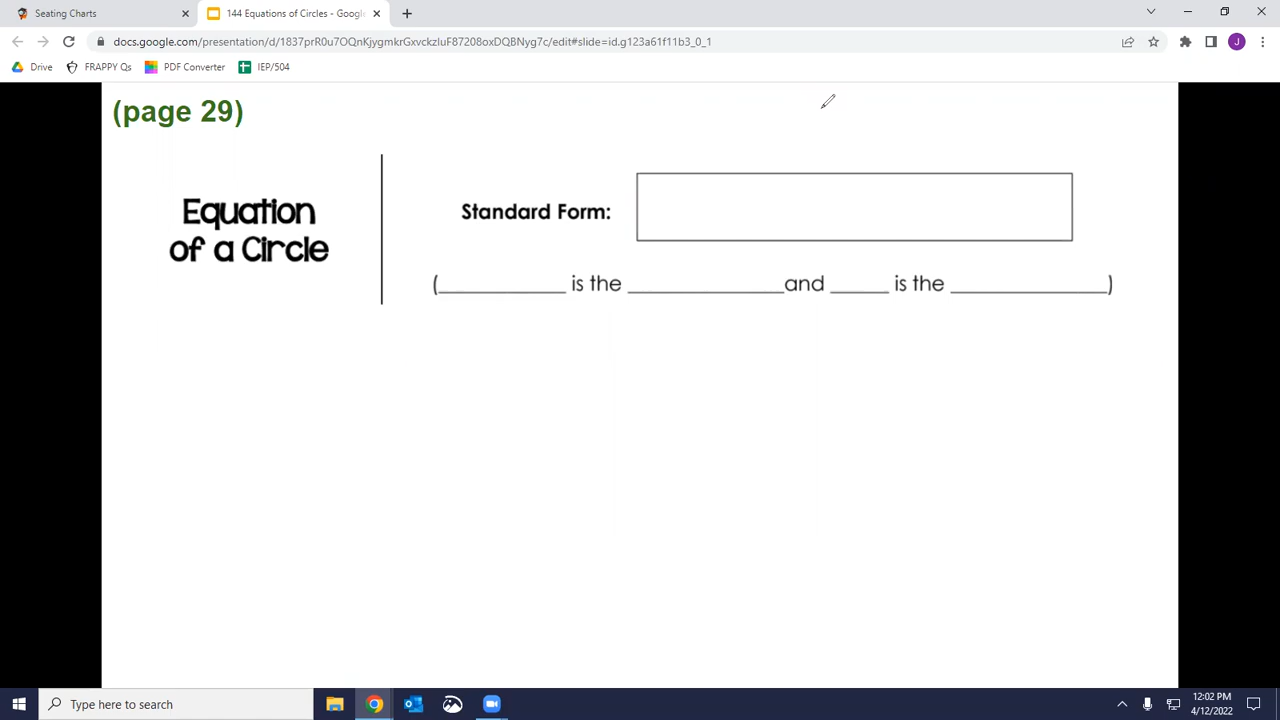 Seating Charts
144 Equations of Circles - Google
docs.google.com/presentation/d/1837prR0u7OQnKjygmkrGxvckzluF87208oxDQBNyg7c/edit#slide=id.g123a61f11b3_0_1
J
Drive
FRAPPY Qs
PDF Converter
IEP/504
(page 29)
Equation
of a Circle
Standard Form:
(____________ is the ______________and _____ is the ______________)
Type here to search
12:02 PM
4/12/2022